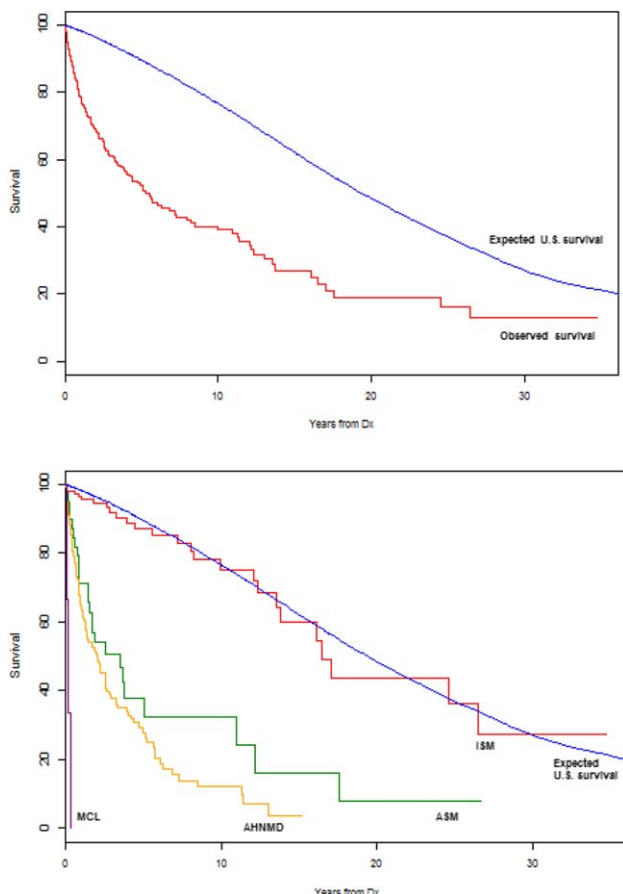 100
80
60
40
20
0
Survival
Expected U.S. survival
Observed survival
0 10 20 30
Years from Dx
100
80
60
40
20
0
Survival
ISM
Expected
U.S. survival
MCL AHNMD ASM
0 10 20 30
Years from Dx